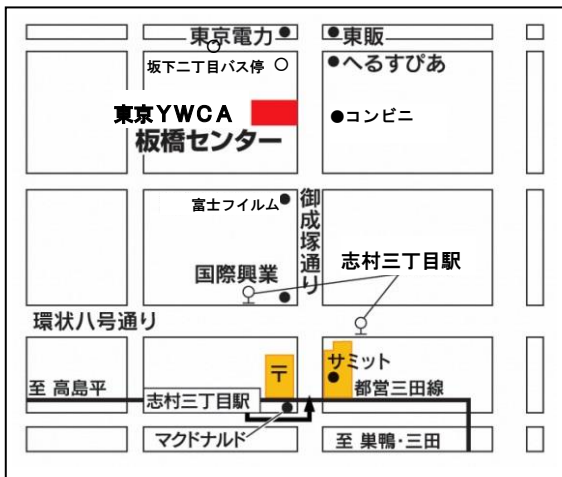 東京電力
東販
坂下二丁目バス停
へるすぴあ
東京YWCA
板橋センター
コンビニ
富士フイルム
御成塚通り
国際興業
志村三丁目駅
環状八号通り
〒
サミット
至 高島平
志村三丁目駅
都営三田線
マクドナルド
至 巣鴨・三田